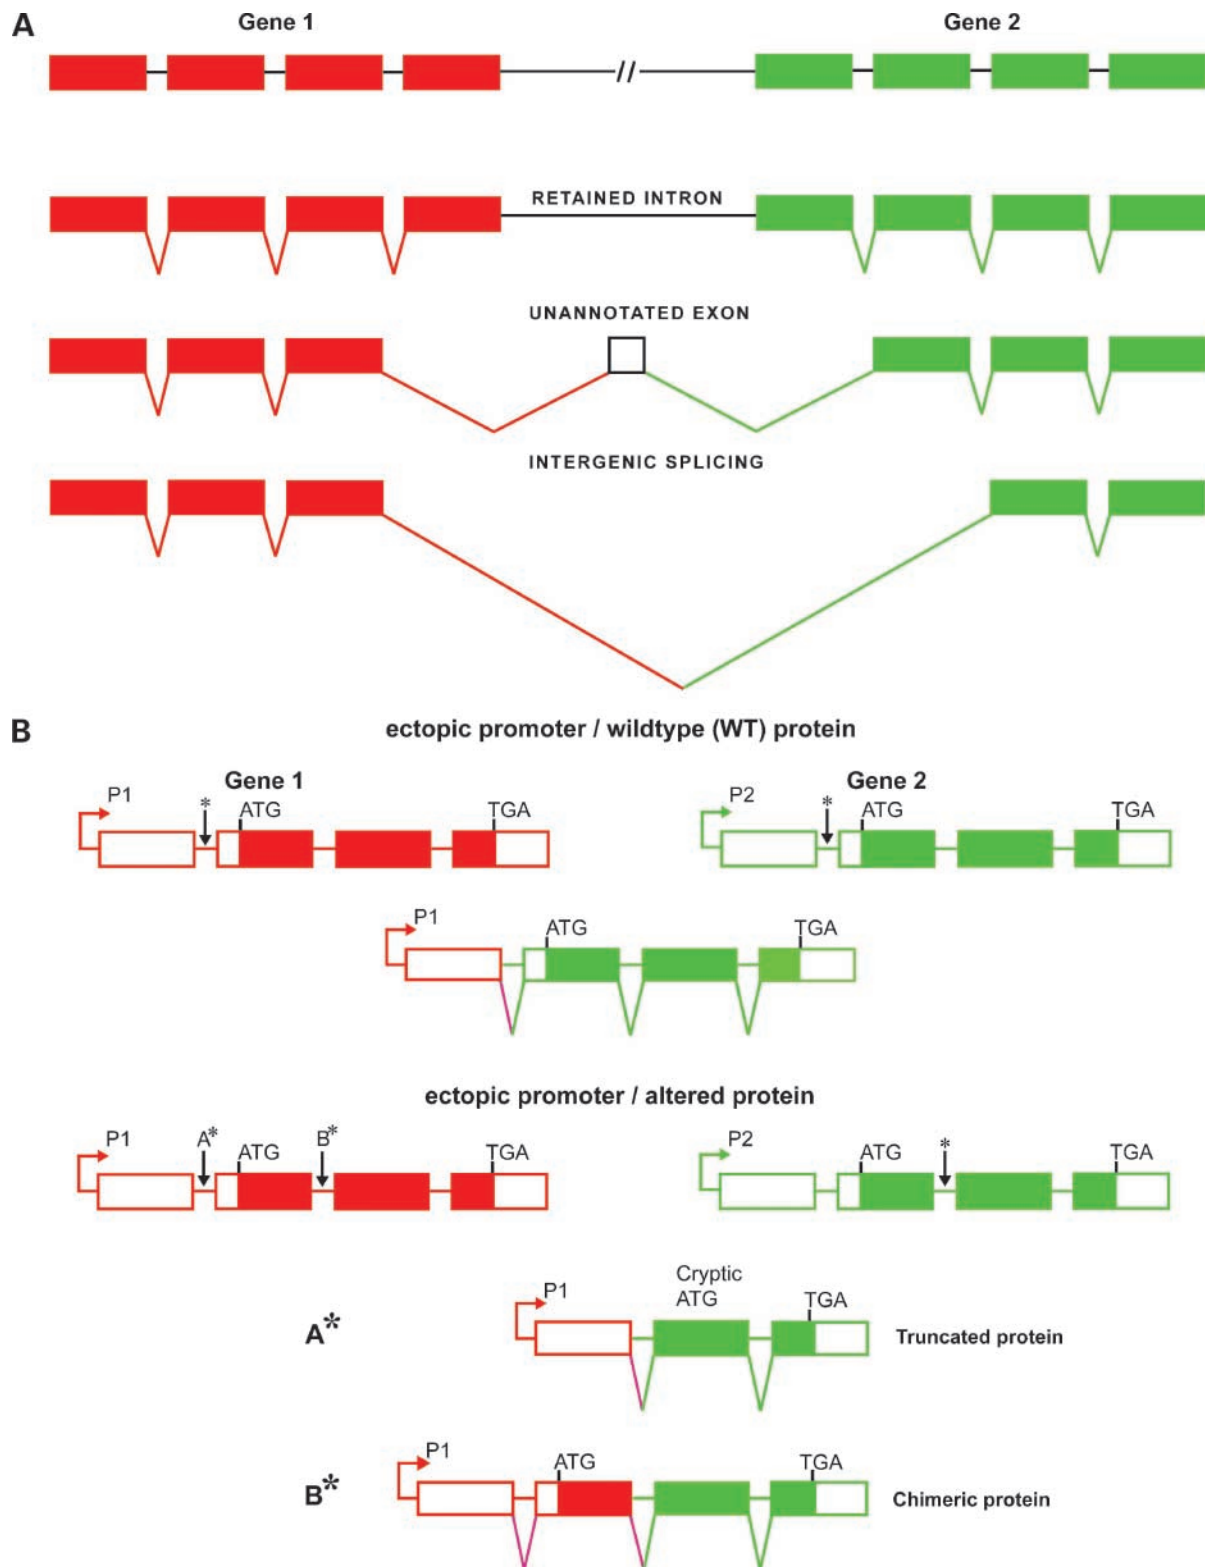 A
Gene 1 Gene 2
//
RETAINED INTRON
UNANNOTATED EXON
INTERGENIC SPLICING
B
ectopic promoter / wildtype (WT) protein
Gene 1 Gene 2
P1 * ATG TGA P2 * ATG TGA
P1 ATG TGA
ectopic promoter / altered protein
P1 A* ATG B* TGA P2 ATG * TGA
Cryptic
P1 ATG TGA
A* Truncated protein
P1 ATG TGA
B* Chimeric protein